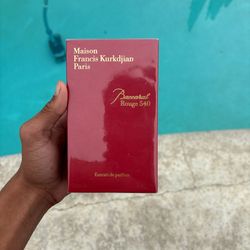 Maison
Francis Kurkdjian
Paris
Baccarat
Rouge 540
Extrait de parfum